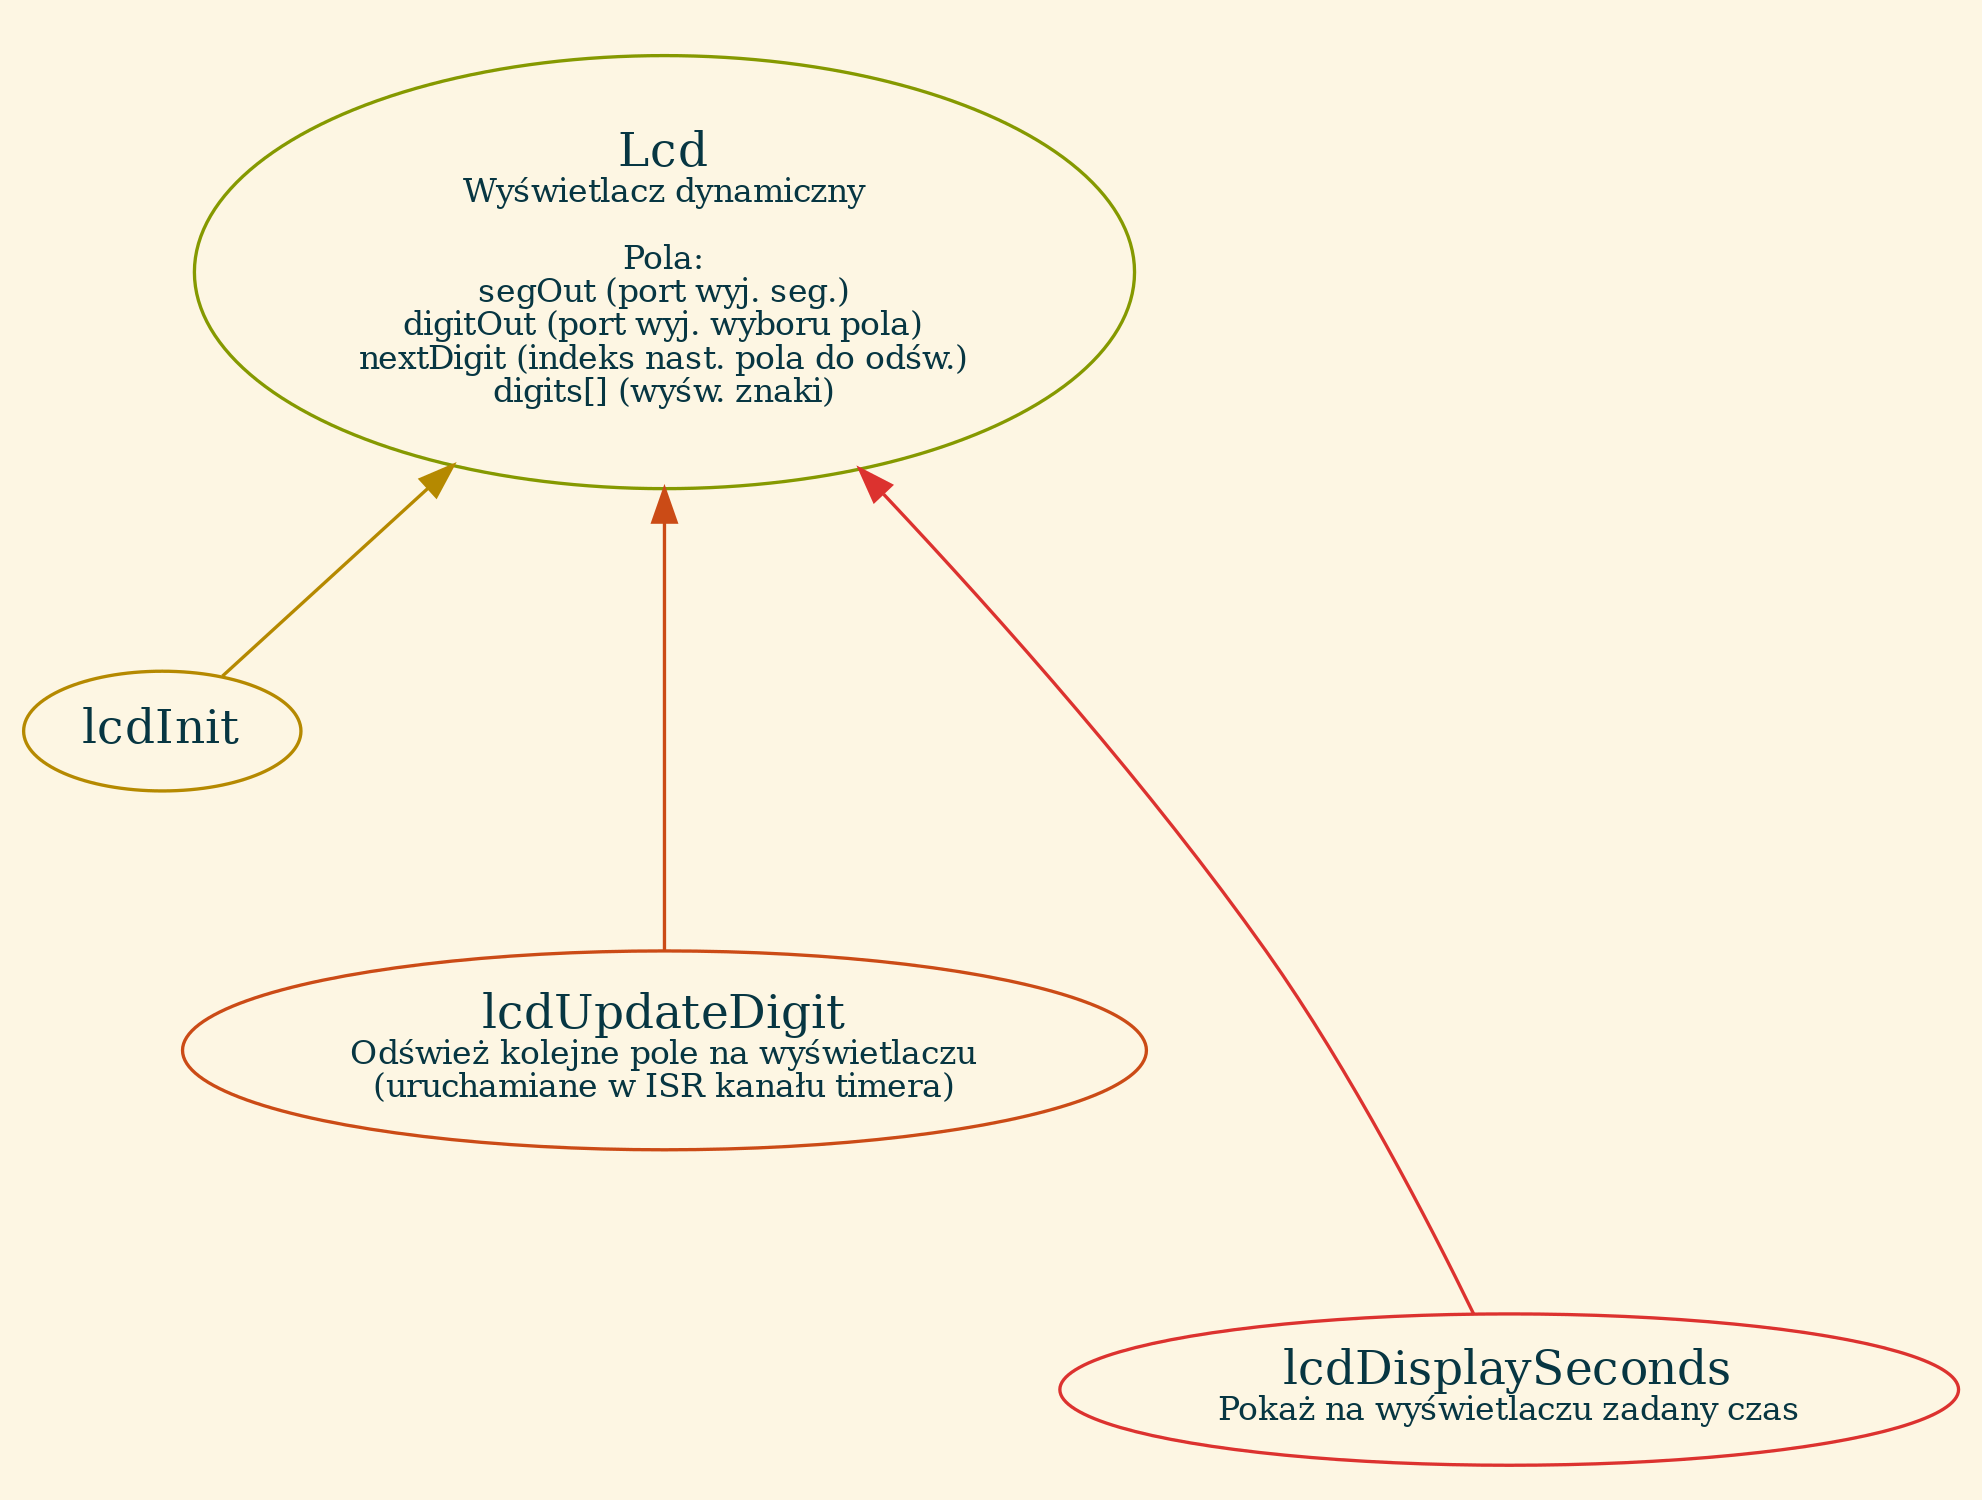 Lcd
Wyświetlacz dynamiczny
Pola:
segOut (port wyj. seg.)
digitOut (port wyj. wyboru pola)
nextDigit (indeks nast. pola do odśw.)
digits[] (wyśw. znaki)
lcdInit
lcdUpdateDigit
Odśwież kolejne pole na wyświetlaczu
(uruchamiane w ISR kanału timera)
lcdDisplaySeconds
Pokaż na wyświetlaczu zadany czas